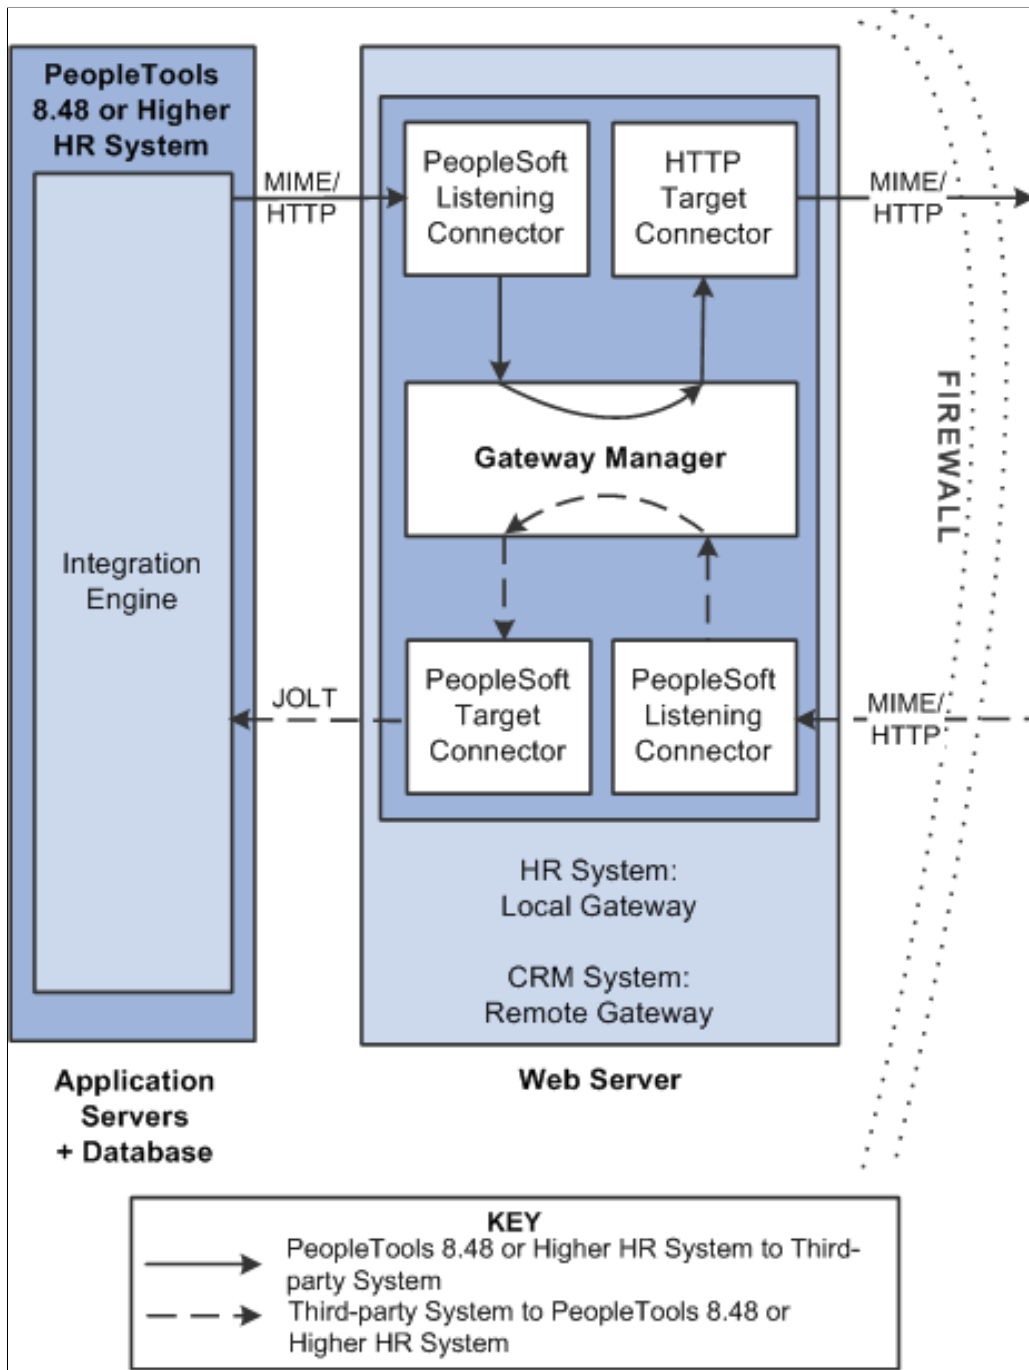 PeopleTools
8.48 or Higher
HR System
MIME/
HTTP
PeopleSoft
Listening
Connector
HTTP
Target
Connector
MIME/
HTTP
FIREWALL
Gateway Manager
Integration
Engine
JOLT
PeopleSoft
Target
Connector
PeopleSoft
Listening
Connector
MIME/
HTTP
HR System:
Local Gateway
CRM System:
Remote Gateway
Application
Servers
+ Database
Web Server
KEY
PeopleTools 8.48 or Higher HR System to Third-
party System
Third-party System to PeopleTools 8.48 or
Higher HR System